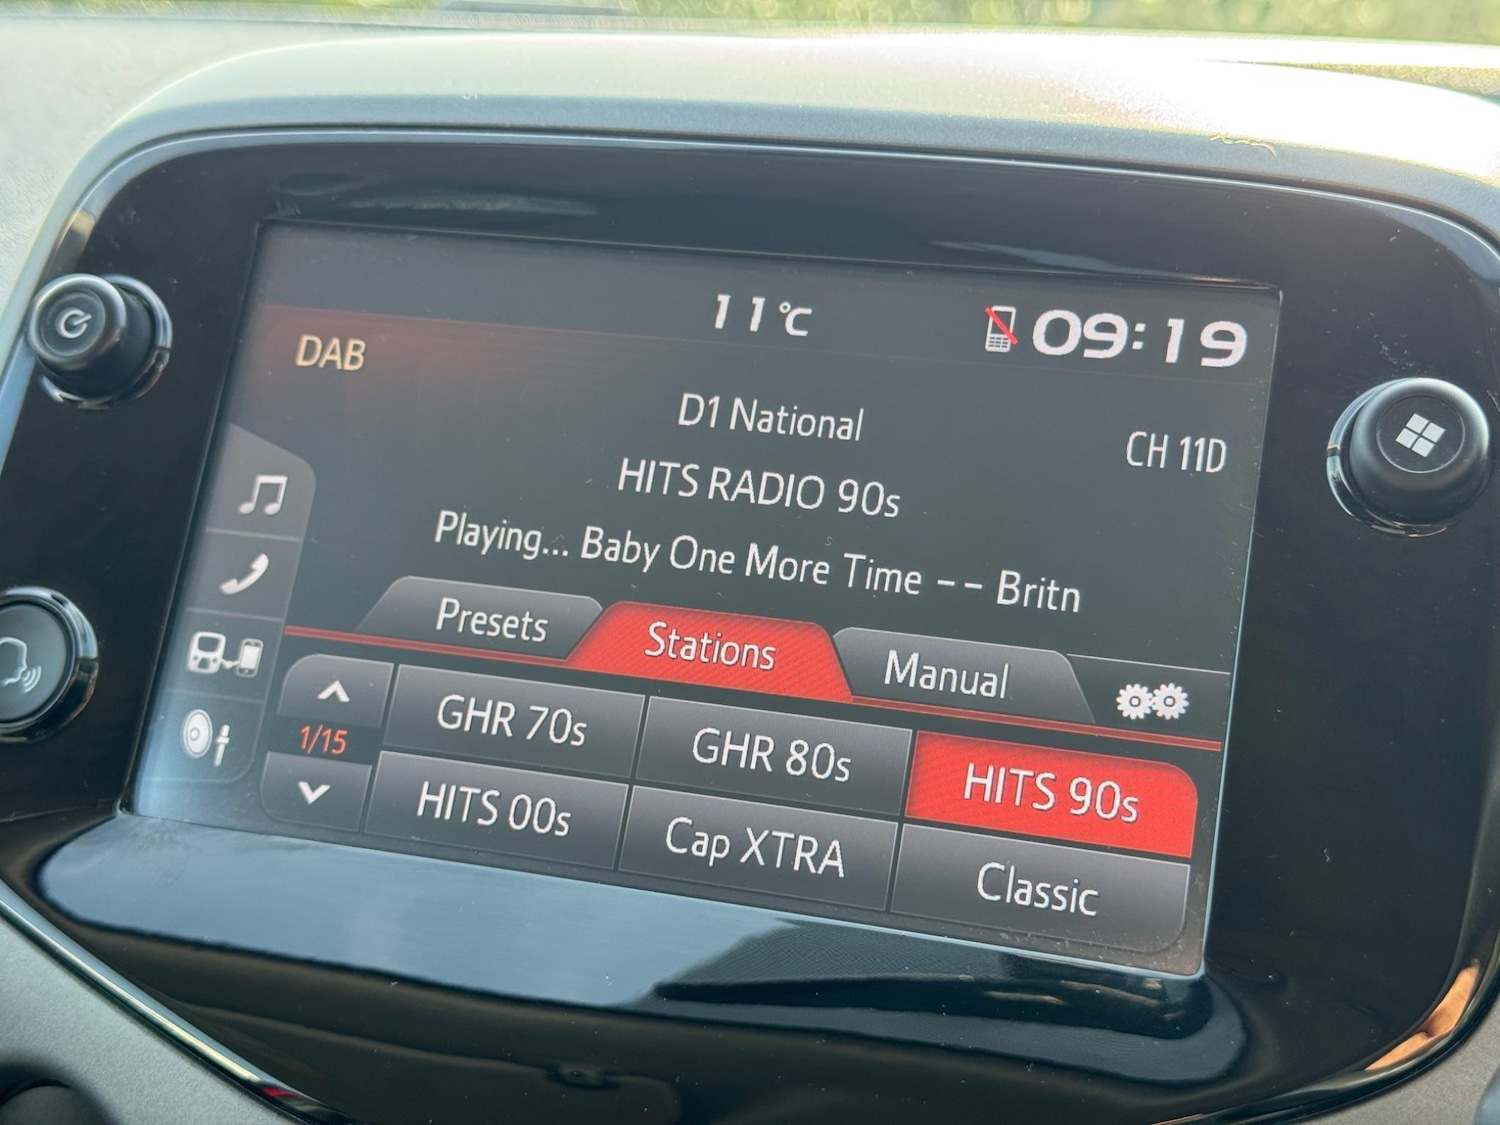 11°C
09:19
DAB
D1 National
CH 11D
HITS RADIO 90s
Playing... Baby One More Time -- Britn
Presets
Stations
Manual
1/15
GHR 70s
GHR 80s
HITS 90s
HITS 00s
Cap XTRA
Classic